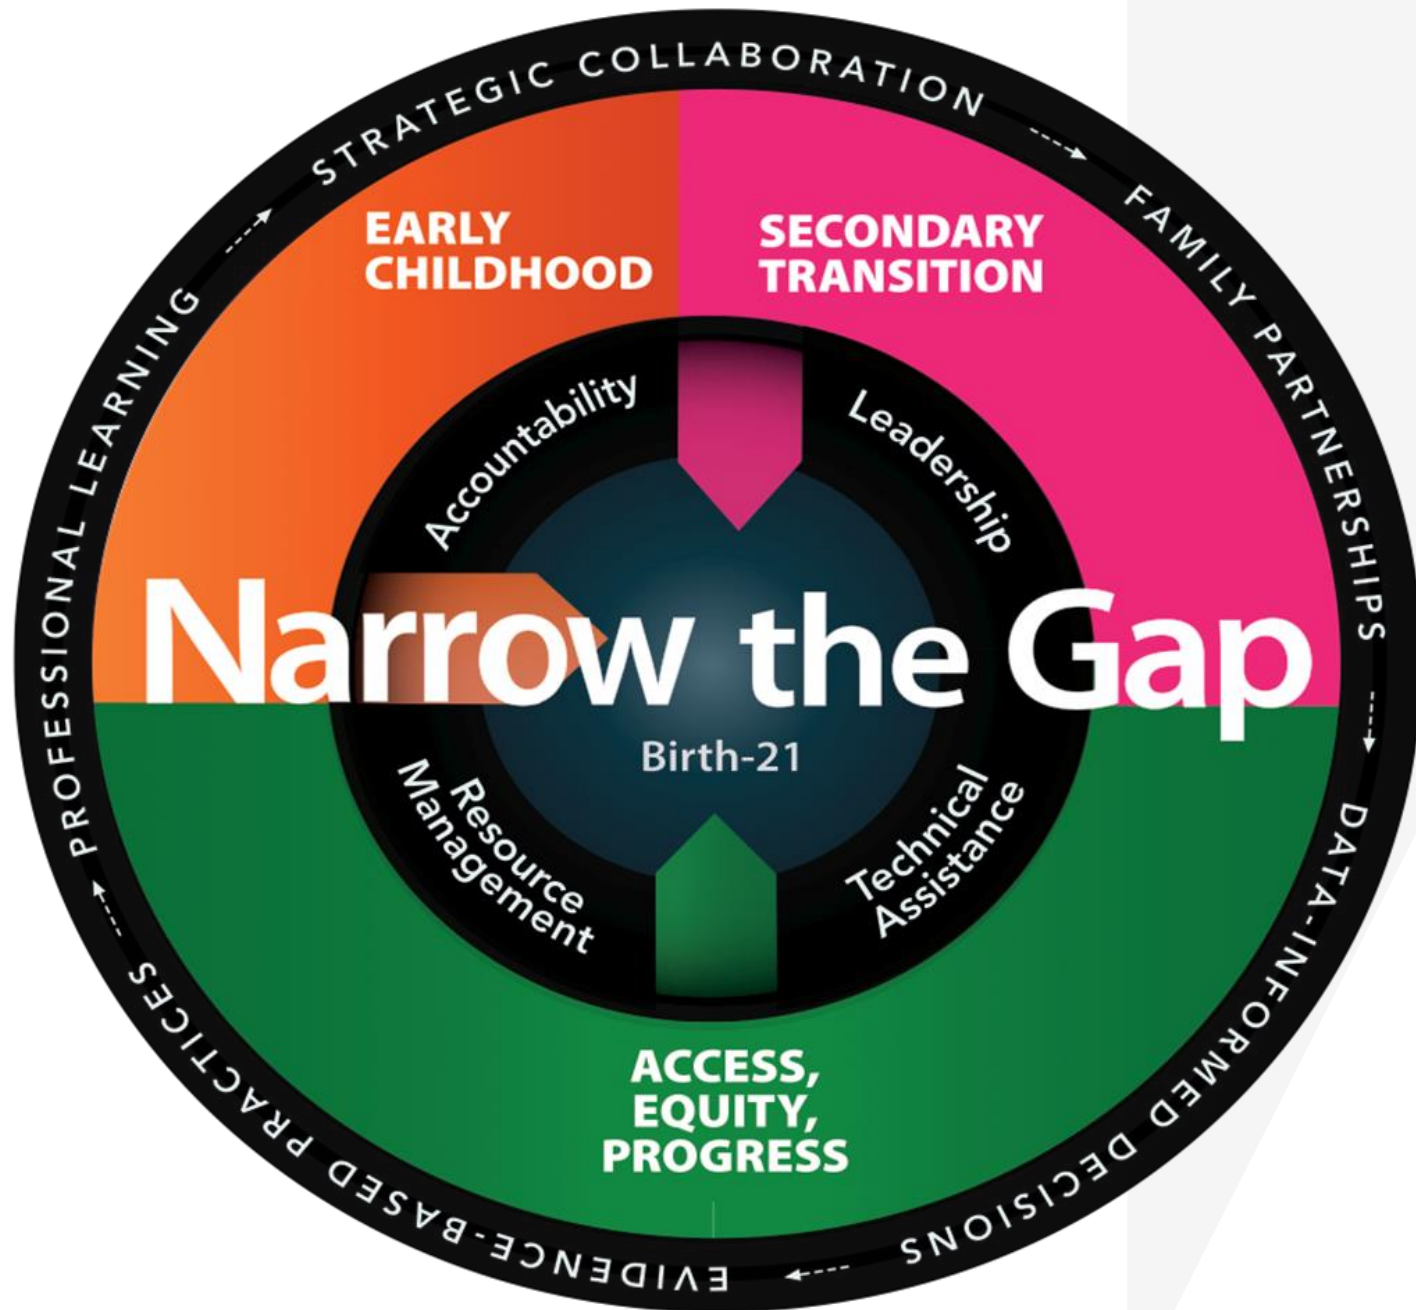 STRATEGIC COLLABORATION
FAMILY PARTNERSHIPS
DATA-INFORMED DECISIONS
EVIDENCE-BASED PRACTICES
PROFESSIONAL LEARNING
EARLY
CHILDHOOD
SECONDARY
TRANSITION
Accountability
Leadership
Narrow the Gap
Birth-21
Resource
Management
Technical
Assistance
ACCESS,
EQUITY,
PROGRESS